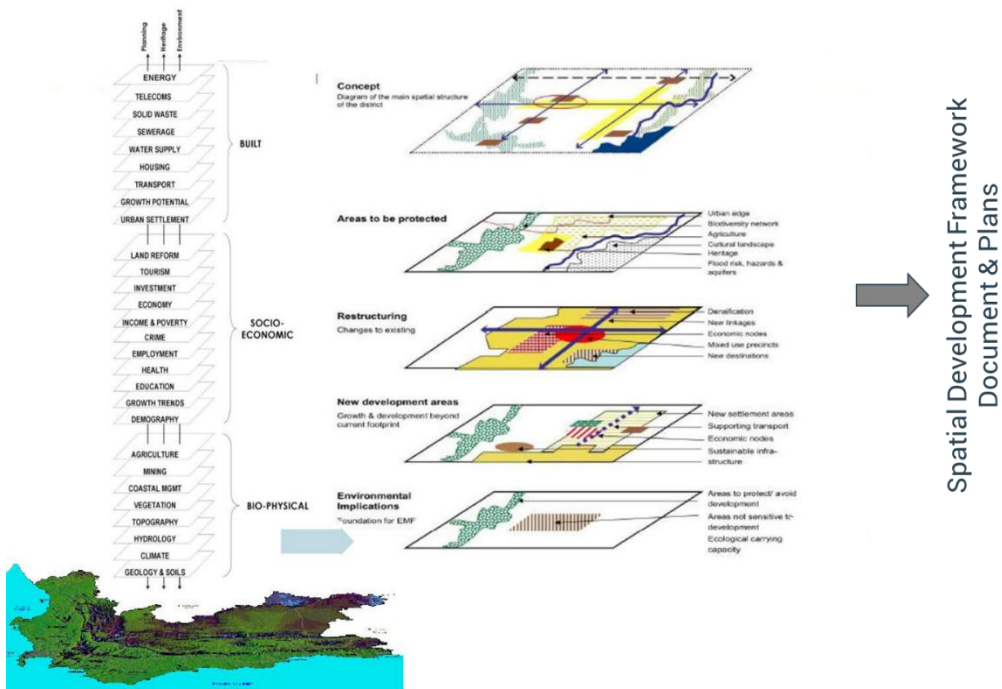 Planning
Heritage
Environment
ENERGY
TELECOMS
SOLID WASTE
SEWERAGE
WATER SUPPLY
HOUSING
TRANSPORT
GROWTH POTENTIAL
URBAN SETTLEMENT
BUILT
LAND REFORM
TOURISM
INVESTMENT
ECONOMY
INCOME & POVERTY
CRIME
EMPLOYMENT
HEALTH
EDUCATION
GROWTH TRENDS
DEMOGRAPHY
SOCIO-
ECONOMIC
AGRICULTURE
MINING
COASTAL MGMT
VEGETATION
TOPOGRAPHY
HYDROLOGY
CLIMATE
GEOLOGY & SOILS
BIO-PHYSICAL
Concept
Diagram of the main spatial structure
of the district
Areas to be protected
Urban edge
Biodiversity network
Agriculture
Cultural landscape
Heritage
Flood risk, hazards &
aquifers
Restructuring
Changes to existing
Densification
New linkages
Economic nodes
Mixed use precincts
New destinations
New development areas
Growth & development beyond
current footprint
New settlement areas
Supporting transport
Economic nodes
Sustainable infra-
structure
Environmental
Implications
Foundation for EMF
Areas to protect/ avoid
development
Areas not sensitive to
development
Ecological carrying
capacity
Spatial Development Framework
Document & Plans